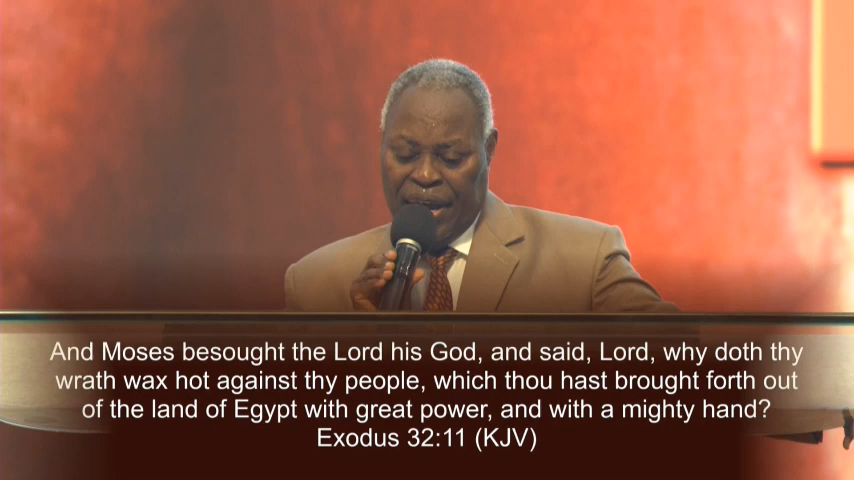 And Moses besought the Lord his God, and said, Lord, why doth thy
wrath wax hot against thy people, which thou hast brought forth out
of the land of Egypt with great power, and with a mighty hand?
Exodus 32:11 (KJV)